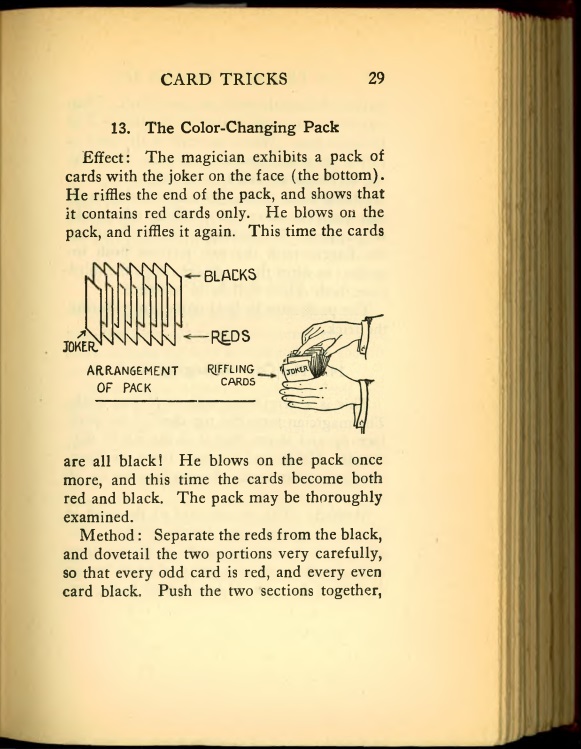 CARD TRICKS 29
13. The Color-Changing Pack
Effect: The magician exhibits a pack of
cards with the joker on the face (the bottom).
He riffles the end of the pack, and shows that
it contains red cards only. He blows on the
pack, and riffles it again. This time the cards
BLACKS
REDS
JOKER
ARRANGEMENT
OF PACK
RIFFLING
CARDS
JOKER
are all black! He blows on the pack once
more, and this time the cards become both
red and black. The pack may be thoroughly
examined.
Method: Separate the reds from the black,
and dovetail the two portions very carefully,
so that every odd card is red, and every even
card black. Push the two sections together,